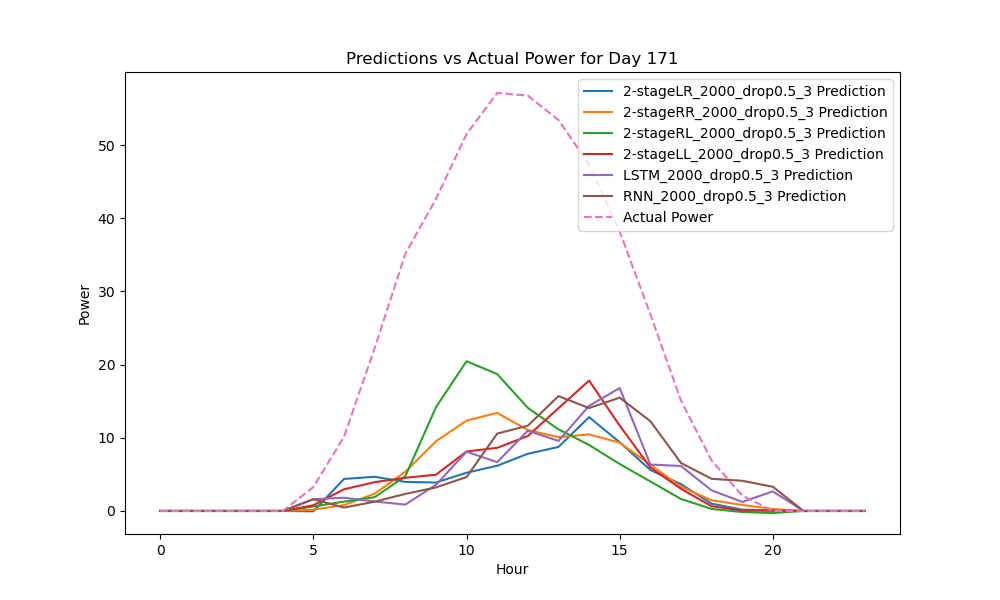 Predictions vs Actual Power for Day 171
2-stageLR_2000_drop0.5_3 Prediction
2-stageRR_2000_drop0.5_3 Prediction
2-stageRL_2000_drop0.5_3 Prediction
2-stageLL_2000_drop0.5_3 Prediction
LSTM_2000_drop0.5_3 Prediction
RNN_2000_drop0.5_3 Prediction
Actual Power
Power
50
40
30
20
10
0
0 5 10 15 20
Hour